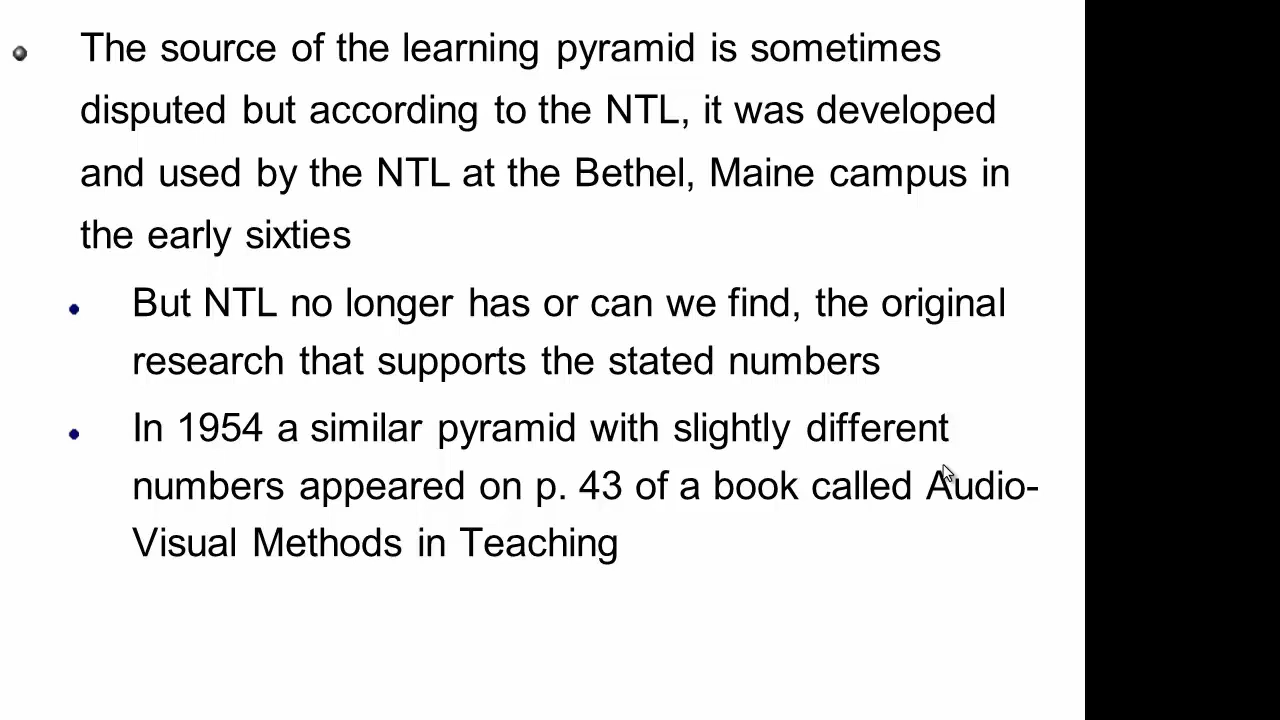 The source of the learning pyramid is sometimes
disputed but according to the NTL, it was developed
and used by the NTL at the Bethel, Maine campus in
the early sixties
But NTL no longer has or can we find, the original
research that supports the stated numbers
In 1954 a similar pyramid with slightly different
numbers appeared on p. 43 of a book called Audio-
Visual Methods in Teaching